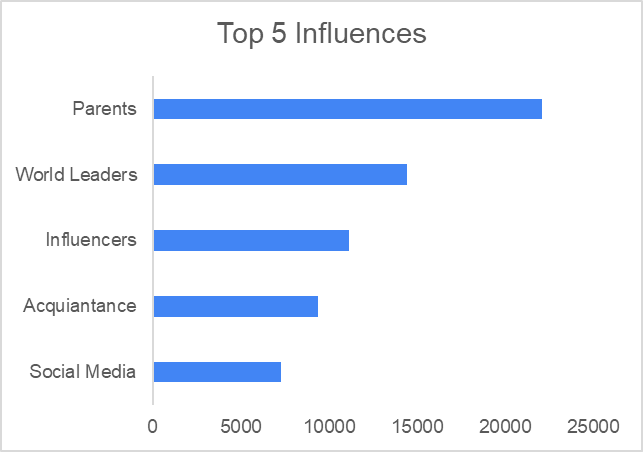 Top 5 Influences
Parents
World Leaders
Influencers
Acquiantance
Social Media
0 5000 10000 15000 20000 25000